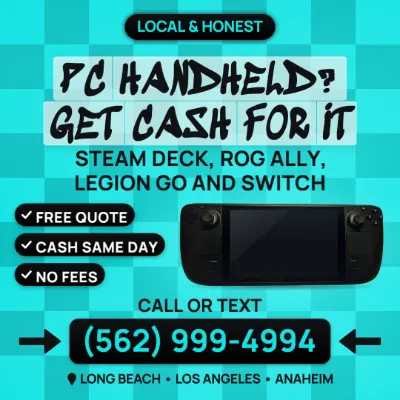 LOCAL & HONEST
PC HANDHELD?
GET CASH FOR IT
STEAM DECK, ROG ALLY,
LEGION GO AND SWITCH
FREE QUOTE
CASH SAME DAY
NO FEES
CALL OR TEXT
(562) 999-4994
LONG BEACH • LOS ANGELES • ANAHEIM